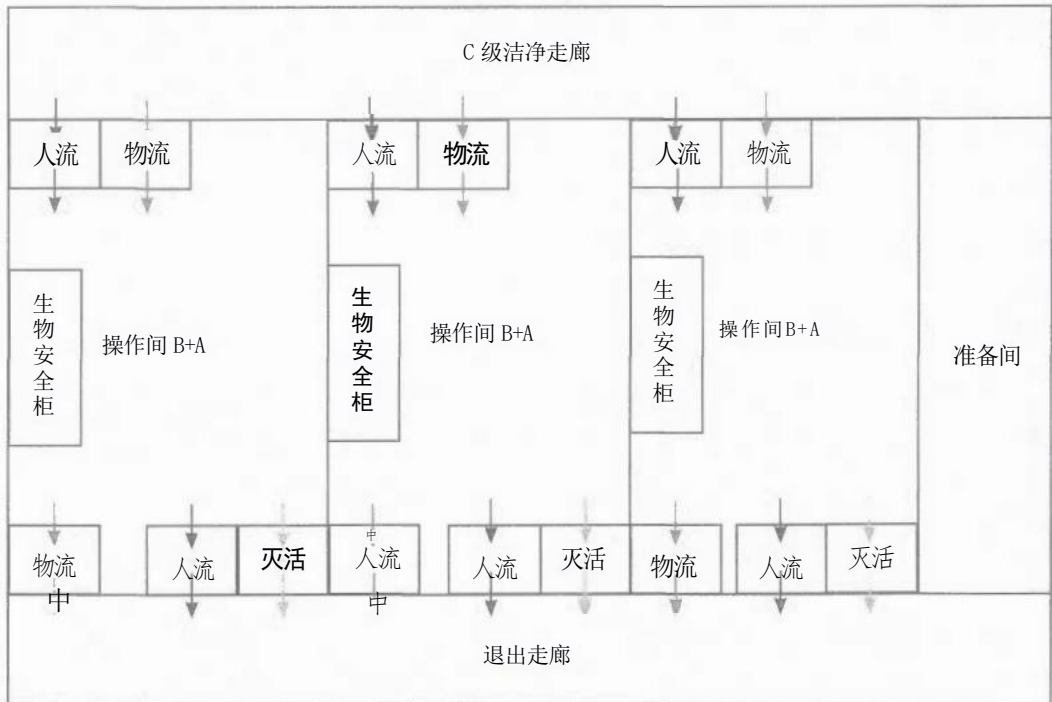 C 级洁净走廊
人流 物流 人流 物流 人流 物流
生物安全柜
操作间 B+A
生物安全柜
操作间 B+A
生物安全柜
操作间B+A
准备间
物流 人流 灭活 人流 人流 灭活 物流 人流 灭活
中
中
中
退出走廊